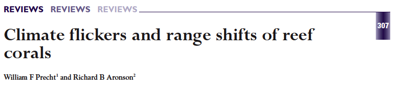 REVIEWS REVIEWS REVIEWS
307
Climate flickers and range shifts of reef
corals
William F Precht¹ and Richard B Aronson²